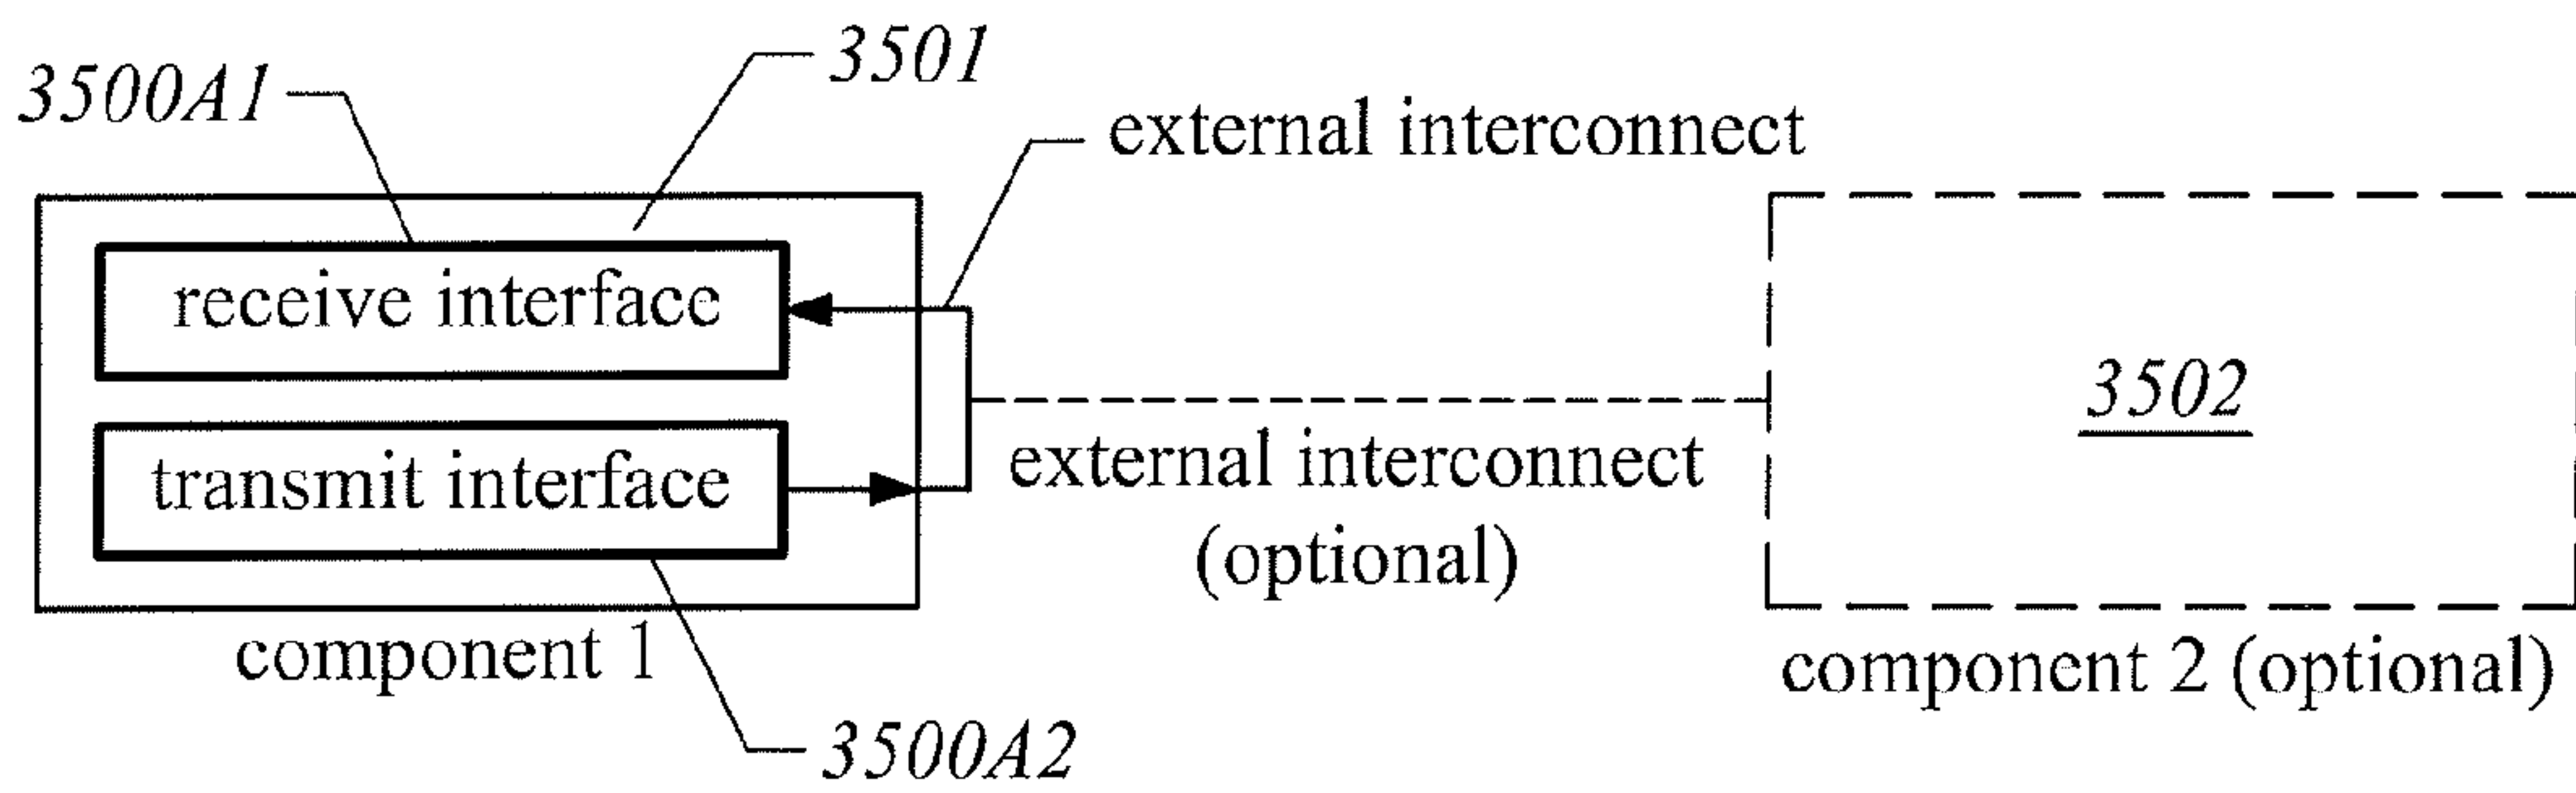 3501
3500A1
external interconnect
receive interface
3502
transmit interface
external interconnect
(optional)
component 1
component 2 (optional)
3500A2